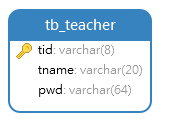 tb_teacher
tid: varchar(8)
tname: varchar(20)
pwd: varchar(64)